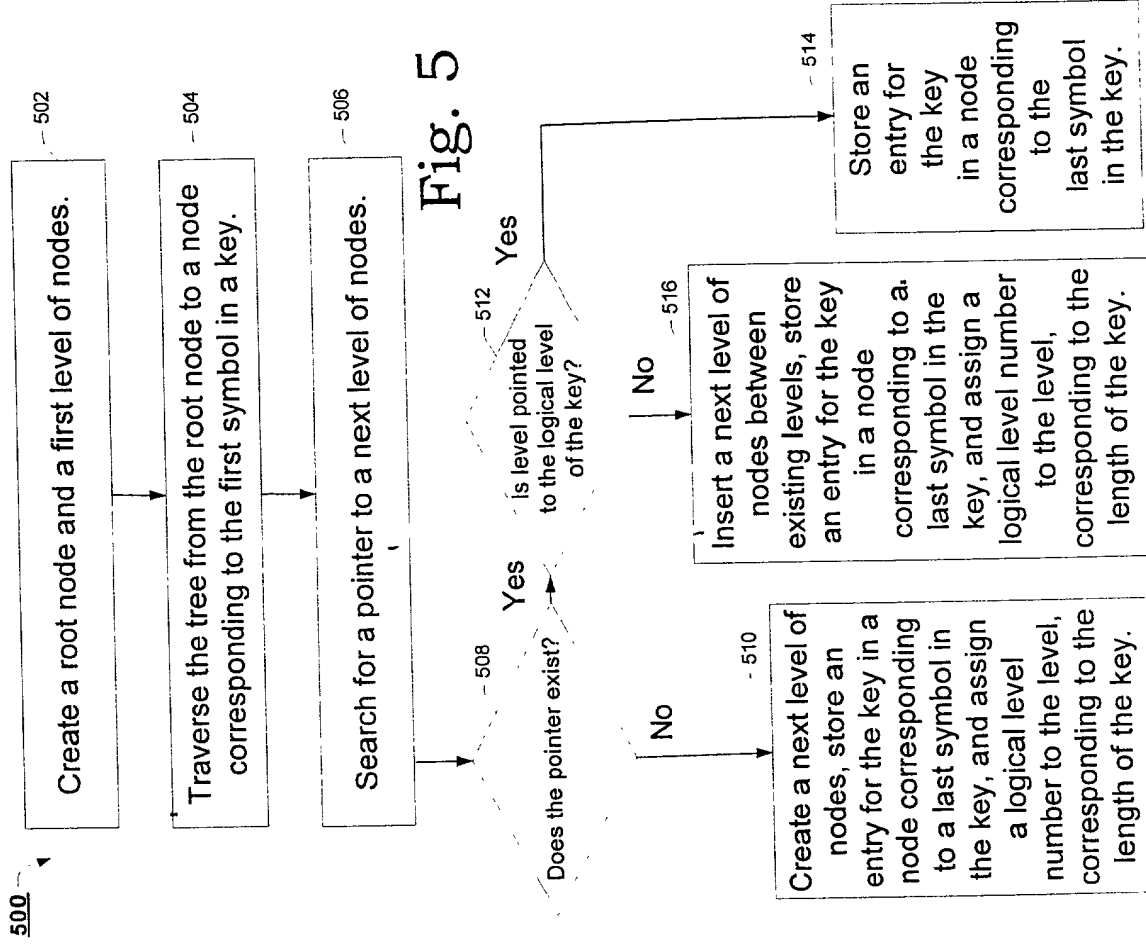 500
Create a root node and a first level of nodes.
502
Traverse the tree from the root node to a node
corresponding to the first symbol in a key.
504
Search for a pointer to a next level of nodes.
506
Fig. 5
Does the pointer exist?
508
Yes
Is level pointed
to the logical level
of the key?
512
Yes
No
Create a next level of
nodes, store an
entry for the key in a
node corresponding
to a last symbol in
the key, and assign
a logical level
number to the level,
corresponding to the
length of the key.
510
No
Insert a next level of
nodes between
existing levels, store
an entry for the key
in a node
corresponding to a
last symbol in the
key, and assign a
logical level number
to the level,
corresponding to the
length of the key.
516
Store an
entry for
the key
in a node
corresponding
to the
last symbol
in the key.
514